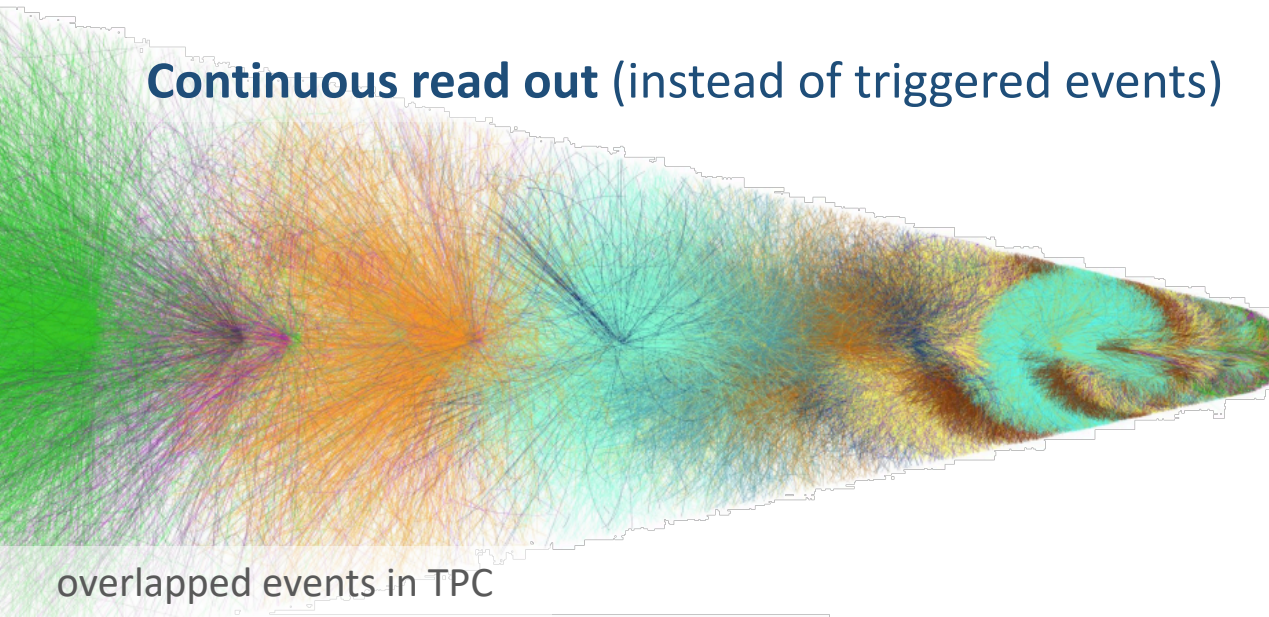 Continuous read out (instead of triggered events)
overlapped events in TPC